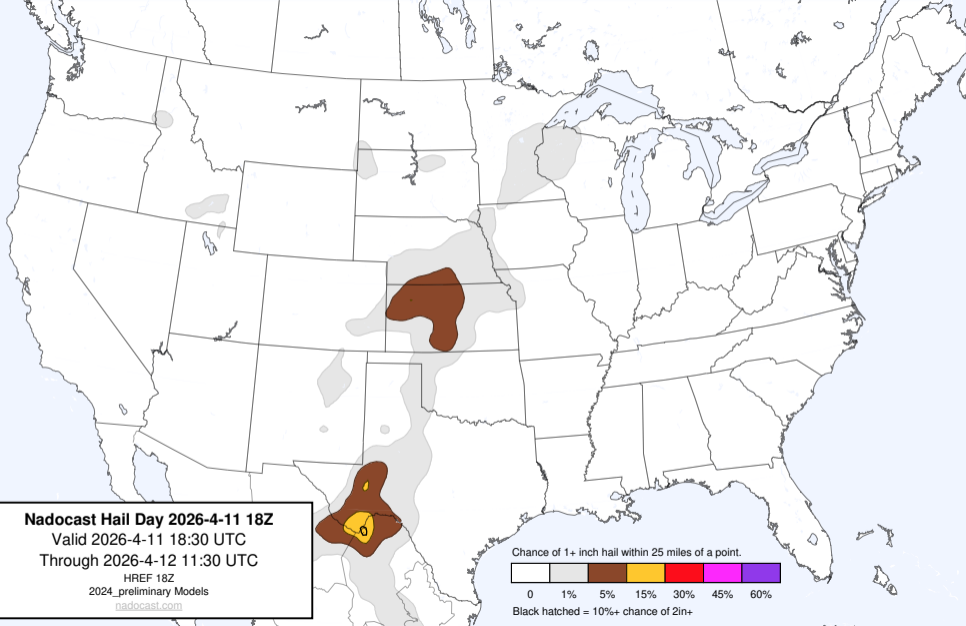 Nadocast Hail Day 2026-4-11 18Z
Valid 2026-4-11 18:30 UTC
Through 2026-4-12 11:30 UTC
HREF 18Z
2024_preliminary Models
nadocast.com
Chance of 1+ inch hail within 25 miles of a point.
0 1% 5% 15% 30% 45% 60%
Black hatched = 10%+ chance of 2in+